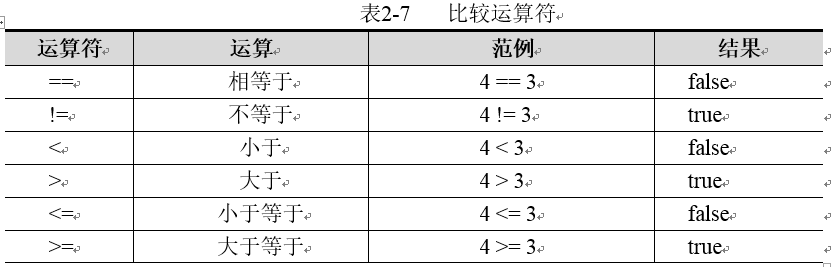 表2-7 比较运算符
运算符 运算 范例 结果
== 相等于 4 == 3 false
!= 不等于 4 != 3 true
< 小于 4 < 3 false
> 大于 4 > 3 true
<= 小于等于 4 <= 3 false
>= 大于等于 4 >= 3 true